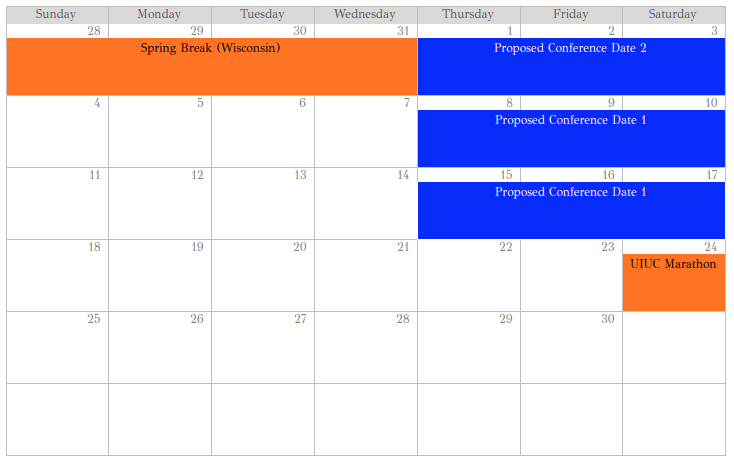 Sunday Monday Tuesday Wednesday Thursday Friday Saturday
28 29 30 31 1 2 3
Spring Break (Wisconsin) Proposed Conference Date 2
4 5 6 7 8 9 10
Proposed Conference Date 1
11 12 13 14 15 16 17
Proposed Conference Date 1
18 19 20 21 22 23 24
UIUC Marathon
25 26 27 28 29 30